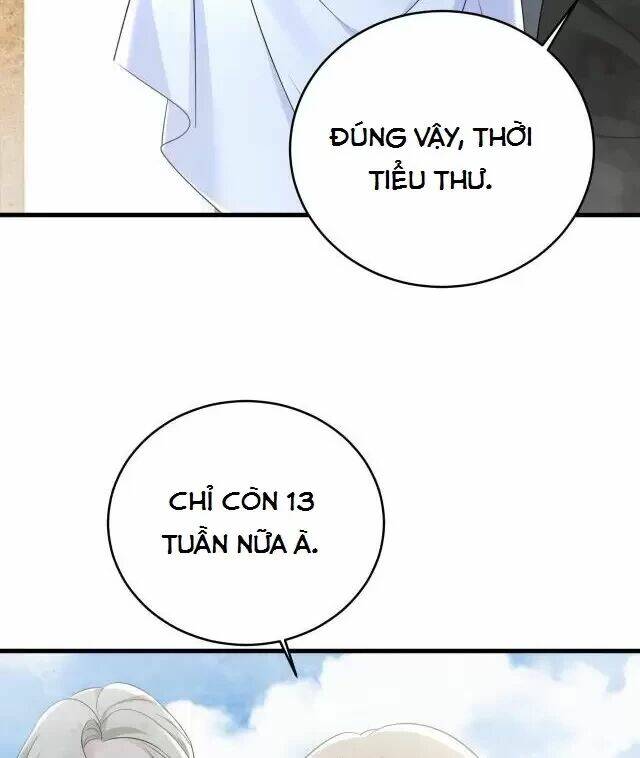 ĐÚNG VẬY, THỜI
TIỂU THƯ.
CHỈ CÒN 13
TUẦN NỮA À.